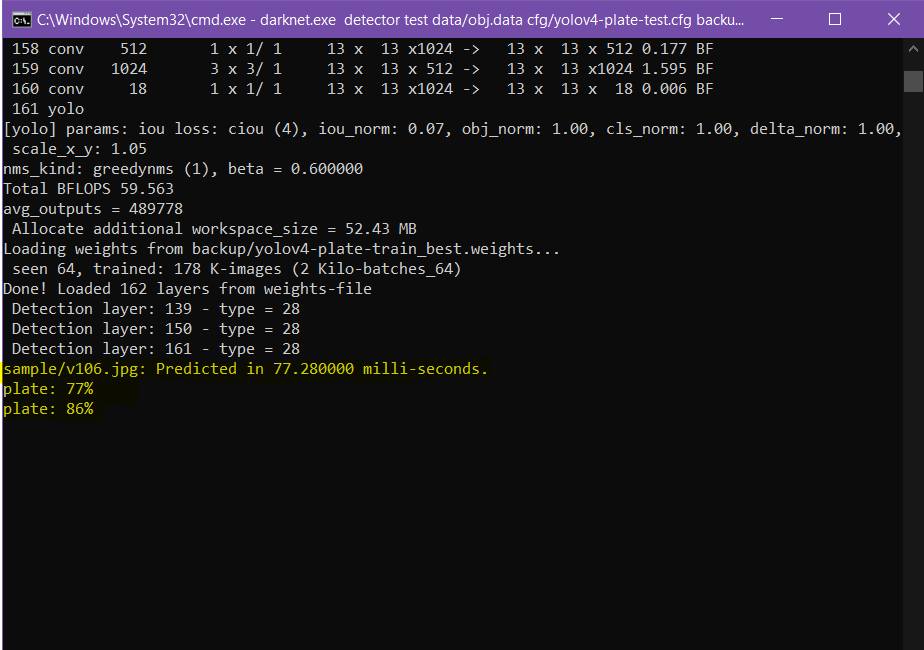 C:\Windows\System32\cmd.exe - darknet.exe  detector test data/obj.data cfg/yolov4-plate-test.cfg backu...
158 conv    512       1 x 1/ 1     13 x  13 x1024 ->   13 x  13 x 512 0.177 BF
159 conv   1024       3 x 3/ 1     13 x  13 x 512 ->   13 x  13 x1024 1.595 BF
160 conv     18       1 x 1/ 1     13 x  13 x1024 ->   13 x  13 x  18 0.006 BF
161 yolo
[yolo] params: iou loss: ciou (4), iou_norm: 0.07, obj_norm: 1.00, cls_norm: 1.00, delta_norm: 1.00,
scale_x_y: 1.05
nms_kind: greedynms (1), beta = 0.600000
Total BFLOPS 59.563
avg_outputs = 489778
Allocate additional workspace_size = 52.43 MB
Loading weights from backup/yolov4-plate-train_best.weights...
seen 64, trained: 178 K-images (2 Kilo-batches_64)
Done! Loaded 162 layers from weights-file
Detection layer: 139 - type = 28
Detection layer: 150 - type = 28
Detection layer: 161 - type = 28
sample/v106.jpg: Predicted in 77.280000 milli-seconds.
plate: 77%
plate: 86%